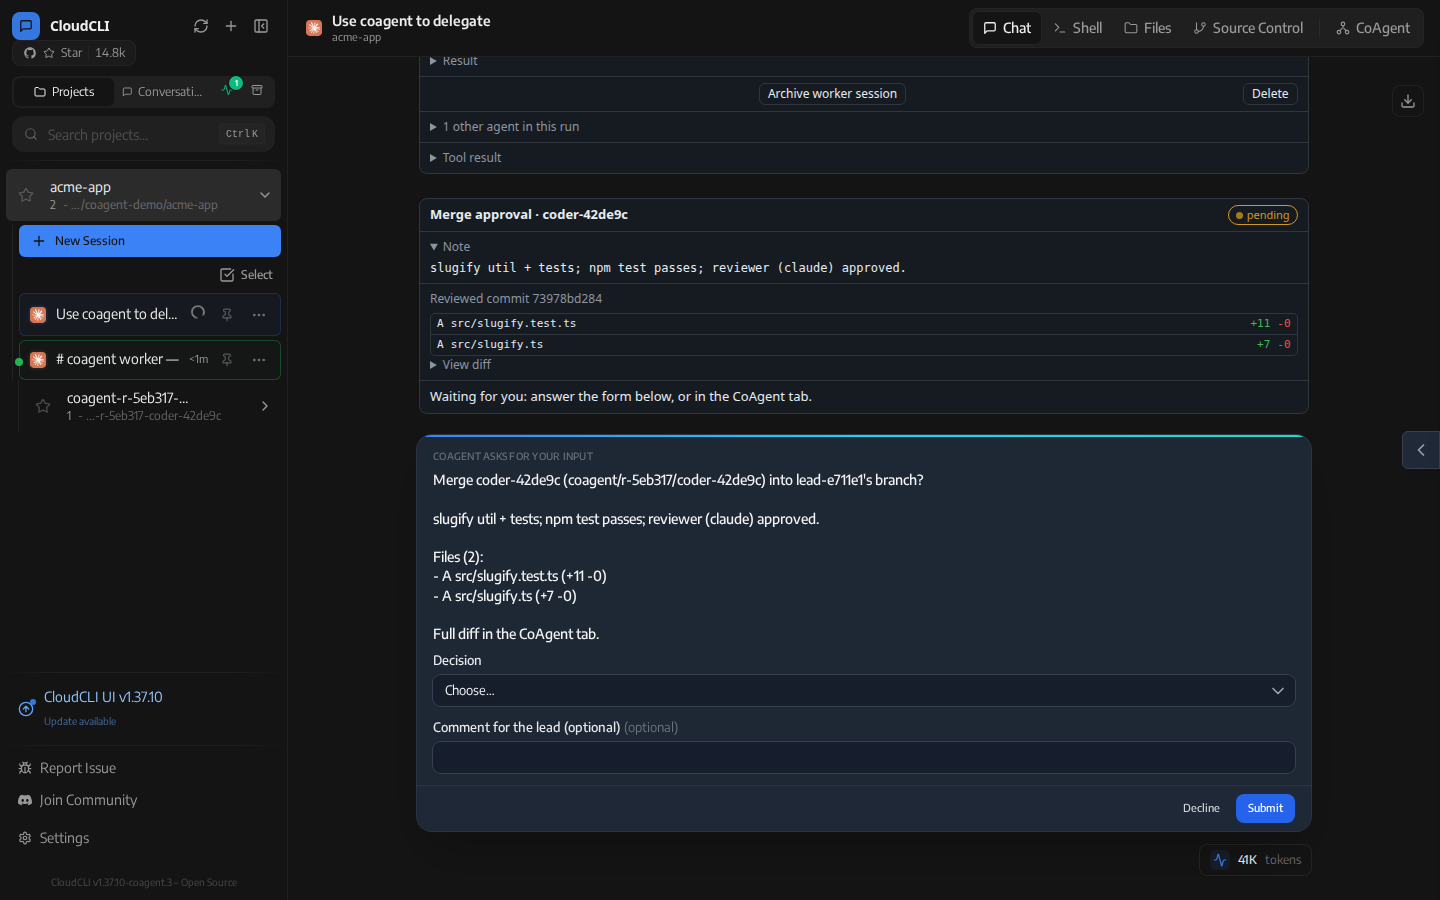 CloudCLI
Star 14.8k
Projects
Conversati...
1
Search projects...
Ctrl K
acme-app
2 - .../coagent-demo/acme-app
New Session
Select
Use coagent to del...
# coagent worker — <1m
coagent-r-5eb317-...
1 - ...-r-5eb317-coder-42de9c
CloudCLI UI v1.37.10
Update available
Report Issue
Join Community
Settings
CloudCLI v1.37.10-coagent.3 – Open Source
Use coagent to delegate
acme-app
Chat
Shell
Files
Source Control
CoAgent
Result
Archive worker session
Delete
1 other agent in this run
Tool result
Merge approval · coder-42de9c
pending
Note
slugify util + tests; npm test passes; reviewer (claude) approved.
Reviewed commit 73978bd284
A src/slugify.test.ts +11 -0
A src/slugify.ts +7 -0
View diff
Waiting for you: answer the form below, or in the CoAgent tab.
COAGENT ASKS FOR YOUR INPUT
Merge coder-42de9c (coagent/r-5eb317/coder-42de9c) into lead-e711e1's branch?
slugify util + tests; npm test passes; reviewer (claude) approved.
Files (2):
- A src/slugify.test.ts (+11 -0)
- A src/slugify.ts (+7 -0)
Full diff in the CoAgent tab.
Decision
Choose...
Comment for the lead (optional) (optional)
Decline
Submit
41K tokens